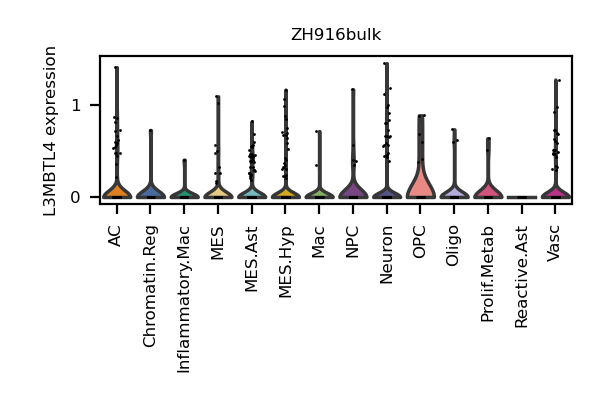 ZH916bulk
L3MBTL4 expression
1
0
AC
Chromatin.Reg
Inflammatory.Mac
MES
MES.Ast
MES.Hyp
Mac
NPC
Neuron
OPC
Oligo
Prolif.Metab
Reactive.Ast
Vasc